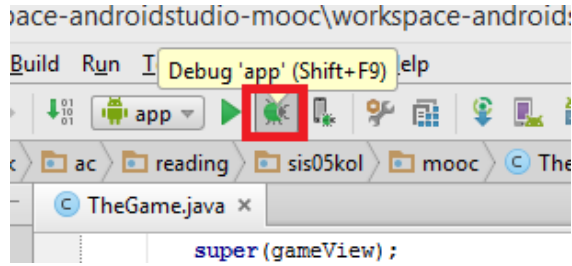 pace-androidstudio-mooc\workspace-androids
Build Run T Debug 'app' (Shift+F9) elp
app
ac reading sis05kol mooc C The
C TheGame.java ×
super(gameView);